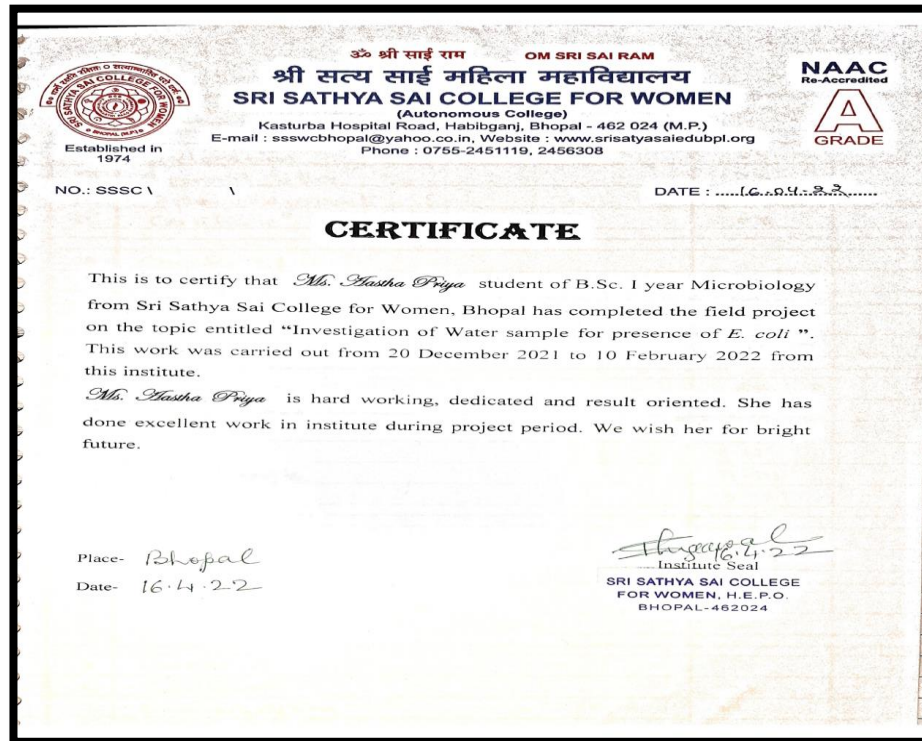 ॐ श्री साई राम OM SRI SAI RAM
श्री सत्य साई महिला महाविद्यालय
SRI SATHYA SAI COLLEGE FOR WOMEN
(Autonomous College)
Kasturba Hospital Road, Habibganj, Bhopal - 462 024 (M.P.)
E-mail : ssswcbhopal@yahoo.co.in, Website : www.srisatyasaiedubpl.org
Phone : 0755-2451119, 2456308
SRI SATHYA SAI COLLEGE FOR WOMEN
BHOPAL (M.P.)
Established in
1974
NAAC
Re-Accredited
A
GRADE
NO.: SSSC \ \ DATE : ......16.04.22......
CERTIFICATE
This is to certify that Ms. Aastha Priya student of B.Sc. I year Microbiology
from Sri Sathya Sai College for Women, Bhopal has completed the field project
on the topic entitled “Investigation of Water sample for presence of E. coli ”.
This work was carried out from 20 December 2021 to 10 February 2022 from
this institute.
Ms. Aastha Priya is hard working, dedicated and result oriented. She has
done excellent work in institute during project period. We wish her for bright
future.
Place- Bhopal
Date- 16.4.22
16.4.22
Institute Seal
SRI SATHYA SAI COLLEGE
FOR WOMEN, H.E.P.O.
BHOPAL-462024